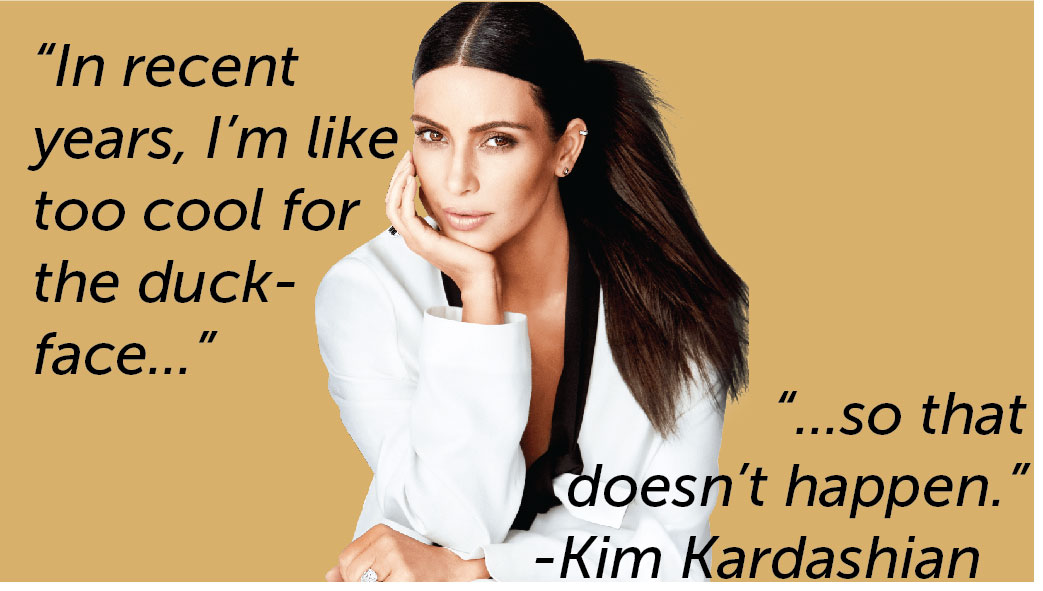 “In recent
years, I’m like
too cool for
the duck-
face...”
“...so that
doesn’t happen.”
-Kim Kardashian